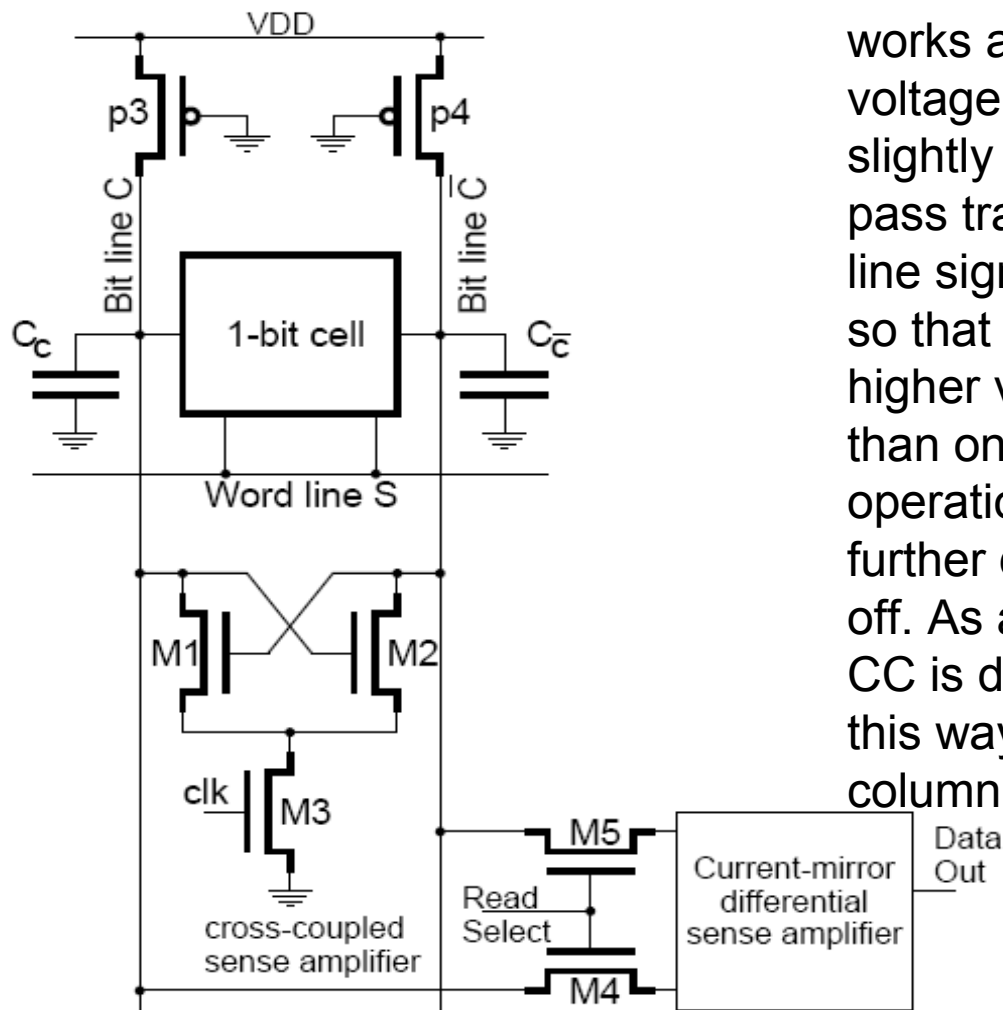 VDD
p3
p4
Bit line C
Bit line C̅
C_C
1-bit cell
C_C̅
Word line S
M1
M2
clk
M3
cross-coupled
sense amplifier
M5
Read
Select
M4
Current-mirror
differential
sense amplifier
Data
Out
works a
voltage
slightly
pass tra
line sign
so that
higher v
than on
operatio
further
off. As a
CC is d
this way
column